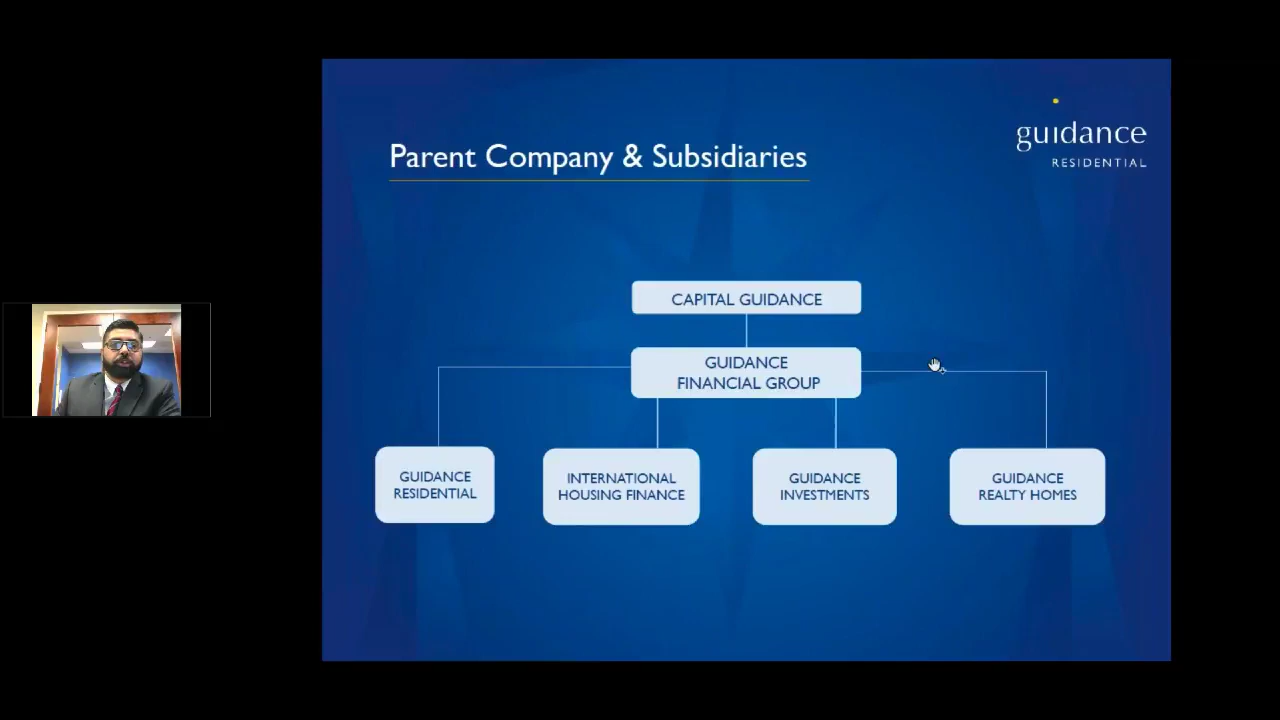 guidance
RESIDENTIAL
Parent Company & Subsidiaries
CAPITAL GUIDANCE
GUIDANCE
FINANCIAL GROUP
GUIDANCE
RESIDENTIAL
INTERNATIONAL
HOUSING FINANCE
GUIDANCE
INVESTMENTS
GUIDANCE
REALTY HOMES